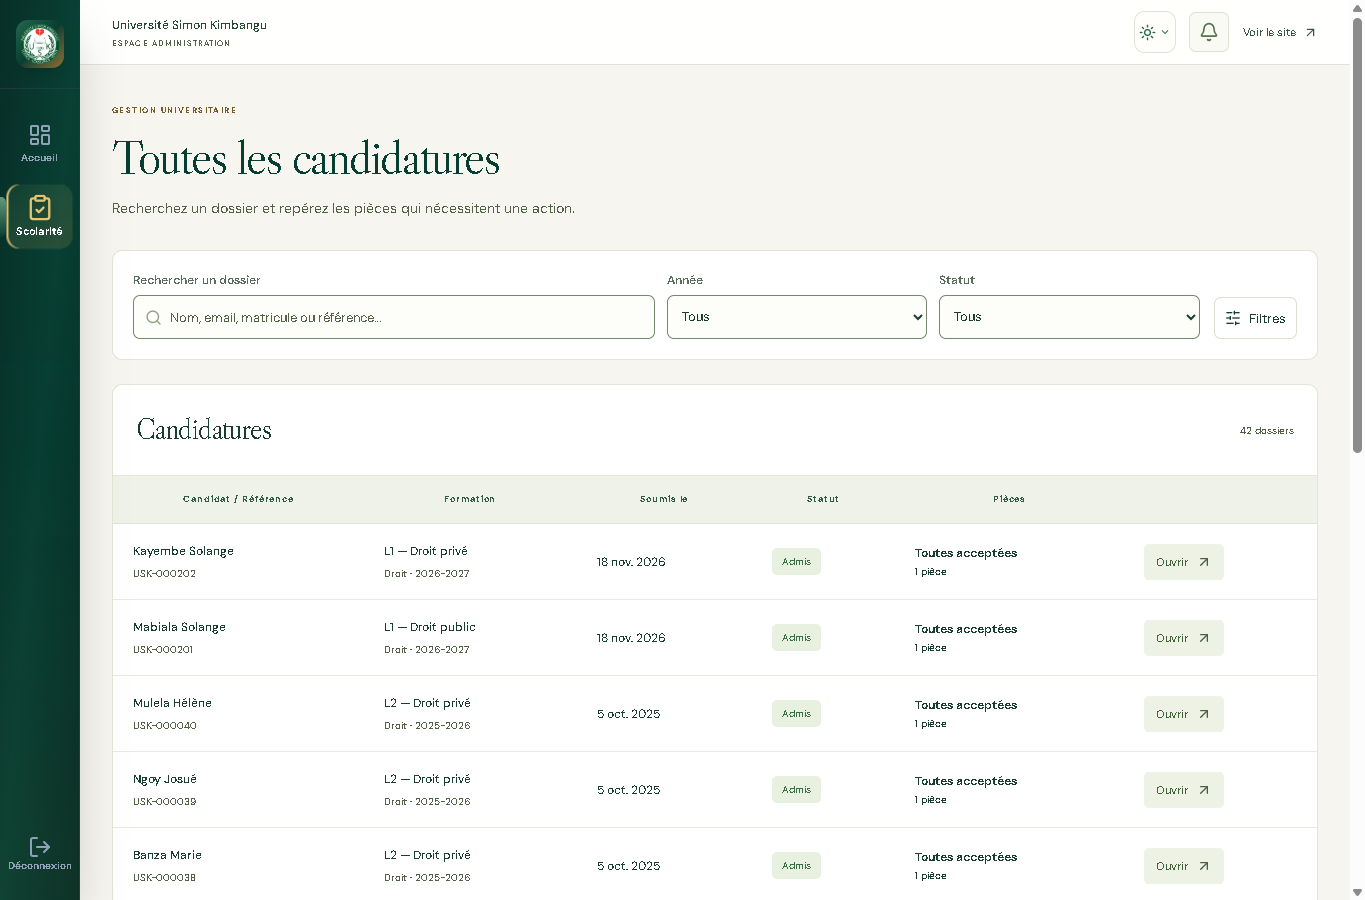 Université Simon Kimbangu
ESPACE ADMINISTRATION
Voir le site
Accueil
Scolarité
Déconnexion
GESTION UNIVERSITAIRE
Toutes les candidatures
Recherchez un dossier et repérez les pièces qui nécessitent une action.
Rechercher un dossier
Année
Statut
Nom, email, matricule ou référence...
Tous
Tous
Filtres
Candidatures
42 dossiers
Candidat / Référence Formation Soumis le Statut Pièces
Kayembe Solange L1 — Droit privé 18 nov. 2026 Admis Toutes acceptées Ouvrir
USK-000202 Droit · 2026-2027 1 pièce
Mabiala Solange L1 — Droit public 18 nov. 2026 Admis Toutes acceptées Ouvrir
USK-000201 Droit · 2026-2027 1 pièce
Mulela Hélène L2 — Droit privé 5 oct. 2025 Admis Toutes acceptées Ouvrir
USK-000040 Droit · 2025-2026 1 pièce
Ngoy Josué L2 — Droit privé 5 oct. 2025 Admis Toutes acceptées Ouvrir
USK-000039 Droit · 2025-2026 1 pièce
Banza Marie L2 — Droit privé 5 oct. 2025 Admis Toutes acceptées Ouvrir
USK-000038 Droit · 2025-2026 1 pièce